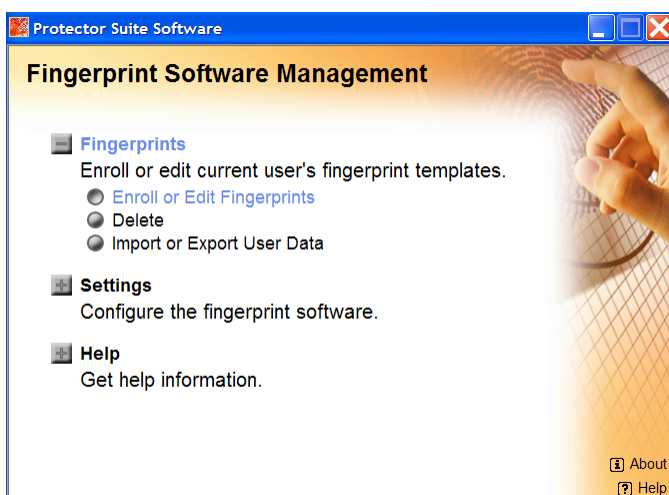 Protector Suite Software
Fingerprint Software Management
Fingerprints
Enroll or edit current user's fingerprint templates.
Enroll or Edit Fingerprints
Delete
Import or Export User Data
Settings
Configure the fingerprint software.
Help
Get help information.
About
Help